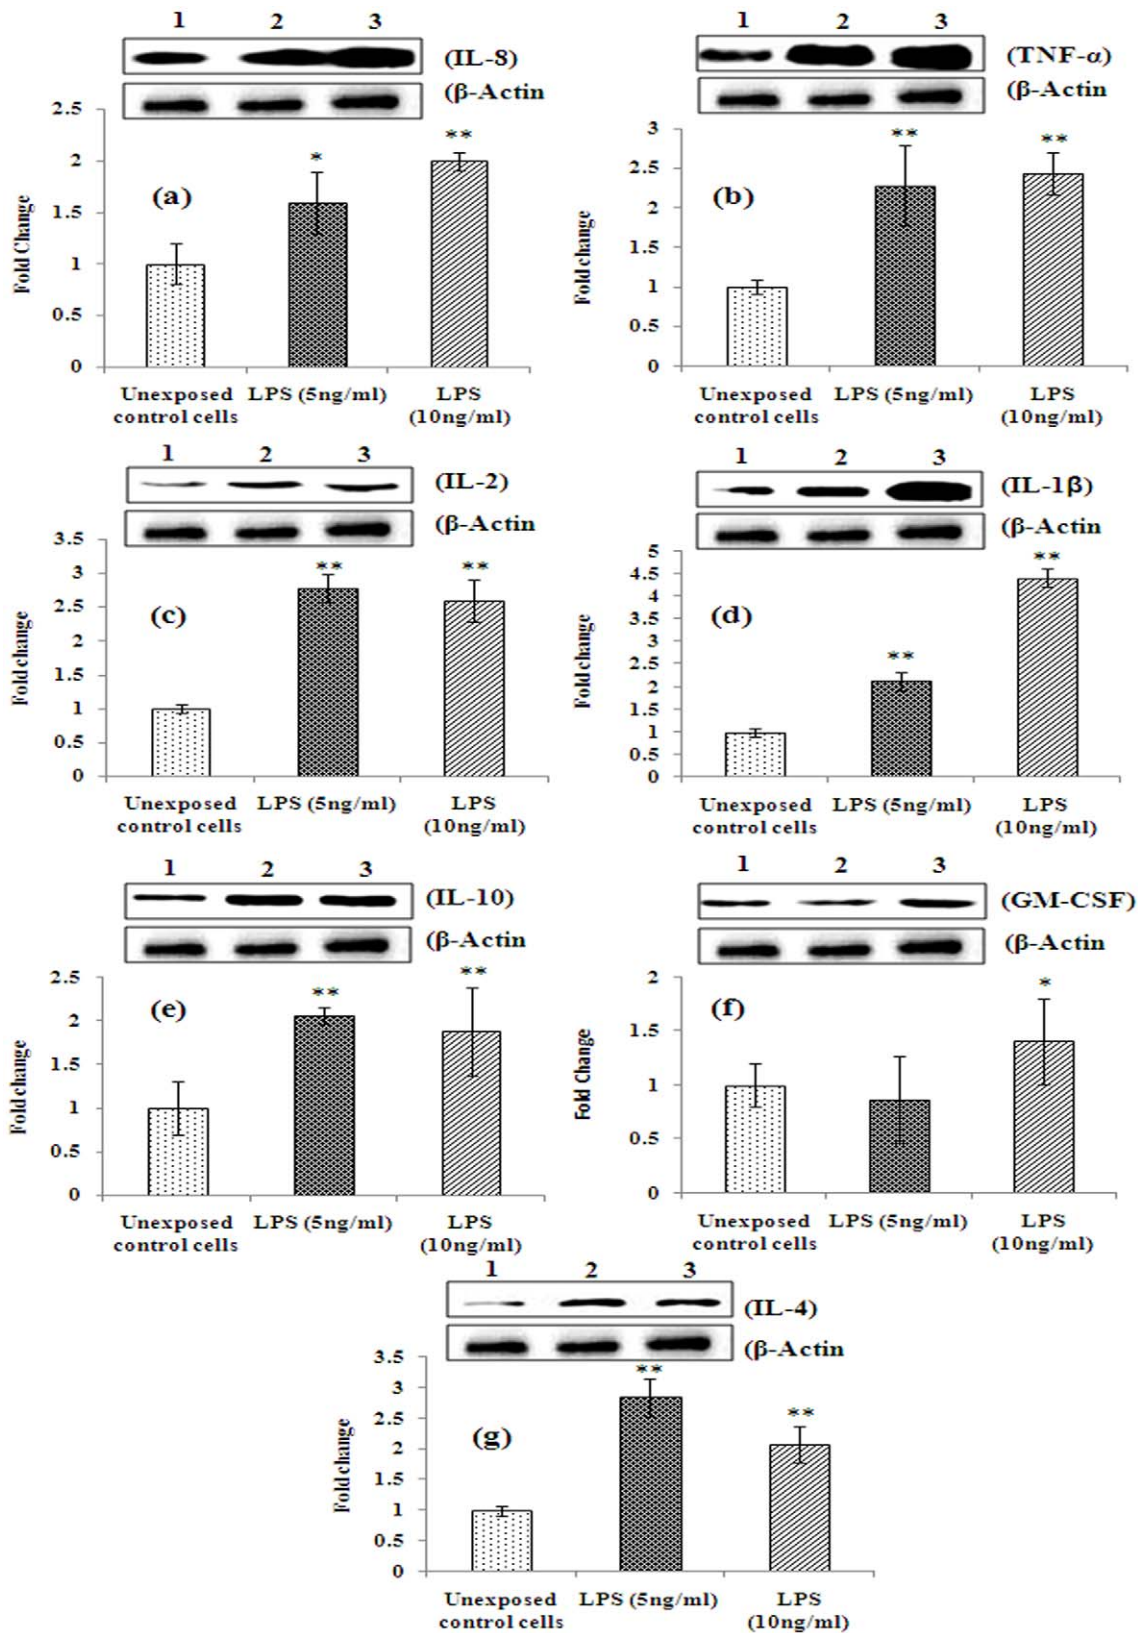 1 2 3
(IL-8)
(β-Actin
2.5
2
1.5
1
0.5
0
Fold Change
(a)
*
**
Unexposed control cells
LPS (5ng/ml)
LPS (10ng/ml)
1 2 3
(TNF-α)
(β-Actin
3
2.5
2
1.5
1
0.5
0
Fold change
(b)
**
**
Unexposed control cells
LPS (5ng/ml)
LPS (10ng/ml)
1 2 3
(IL-2)
(β-Actin
3.5
3
2.5
2
1.5
1
0.5
0
Fold change
(c)
**
**
Unexposed control cells
LPS (5ng/ml)
LPS (10ng/ml)
1 2 3
(IL-1β)
(β-Actin
5
4.5
4
3.5
3
2.5
2
1.5
1
0.5
0
Fold change
(d)
**
**
Unexposed control cells
LPS (5ng/ml)
LPS (10ng/ml)
1 2 3
(IL-10)
(β-Actin
2.5
2
1.5
1
0.5
0
Fold change
(e)
**
**
Unexposed control cells
LPS (5ng/ml)
LPS (10ng/ml)
1 2 3
(GM-CSF)
(β-Actin
2
1.5
1
0.5
0
Fold Change
(f)
*
Unexposed control cells
LPS (5ng/ml)
LPS (10ng/ml)
1 2 3
(IL-4)
(β-Actin
3.5
3
2.5
2
1.5
1
0.5
0
Fold change
(g)
**
**
Unexposed control cells
LPS (5ng/ml)
LPS (10ng/ml)